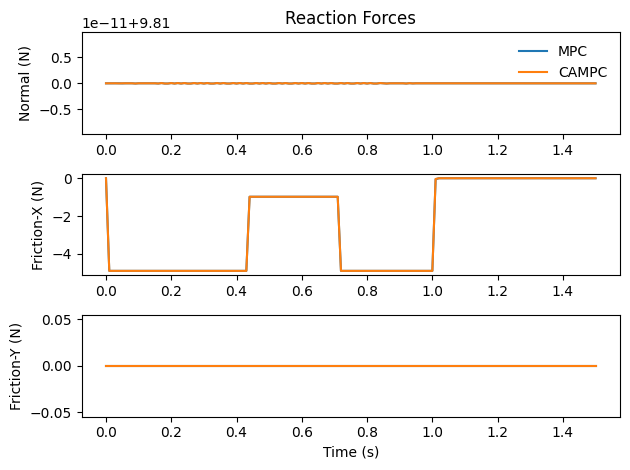 Reaction Forces
1e−11+9.81
Normal (N)
0.5
0.0
−0.5
MPC
CAMPC
0.0 0.2 0.4 0.6 0.8 1.0 1.2 1.4
Friction-X (N)
0
−2
−4
0.0 0.2 0.4 0.6 0.8 1.0 1.2 1.4
Friction-Y (N)
0.05
0.00
−0.05
0.0 0.2 0.4 0.6 0.8 1.0 1.2 1.4
Time (s)